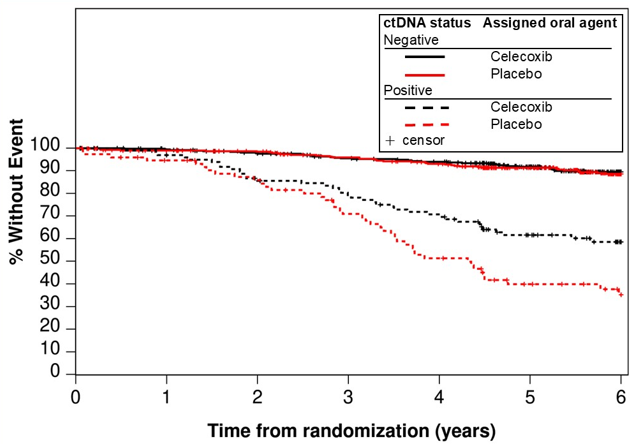 ctDNA status Assigned oral agent
Negative
Celecoxib
Placebo
Positive
Celecoxib
Placebo
+ censor
% Without Event
100
90
80
70
60
50
40
30
20
10
0
0 1 2 3 4 5 6
Time from randomization (years)